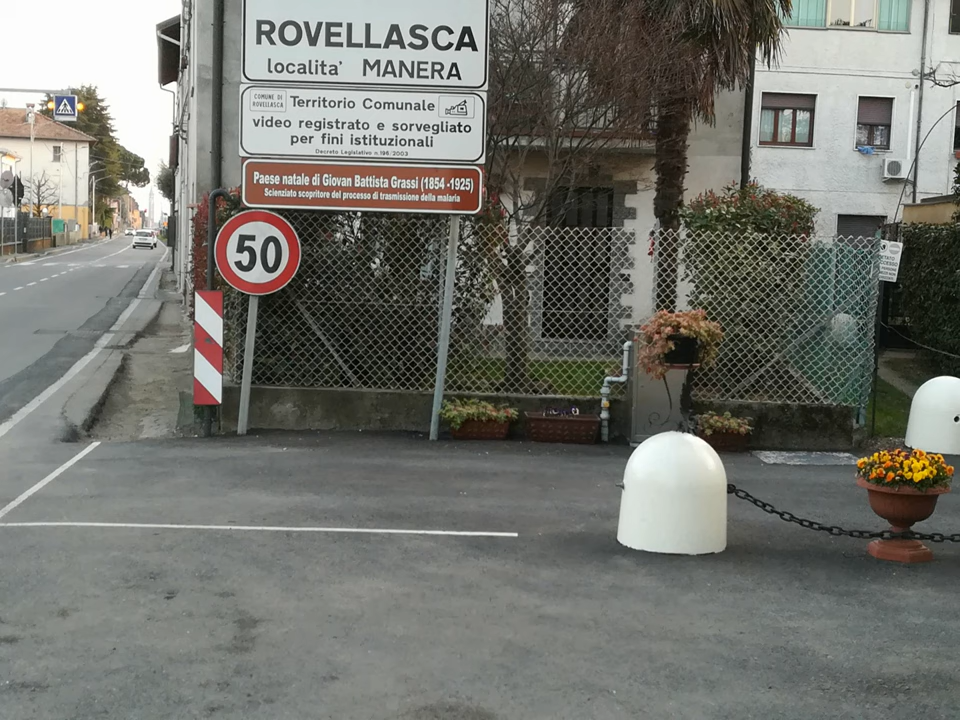 ROVELLASCA
localita' MANERA
COMUNE DI
ROVELLASCA
Territorio Comunale
video registrato e sorvegliato
per fini istituzionali
Decreto Legislativo n.196/2003
Paese natale di Giovan Battista Grassi (1854 -1925)
Scienziato scopritore del processo di trasmissione della malaria
50